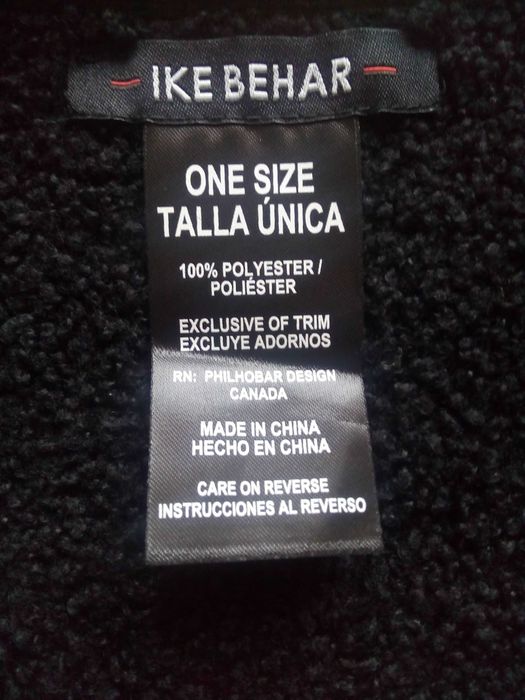 IKE BEHAR
ONE SIZE
TALLA ÚNICA
100% POLYESTER /
POLIÉSTER
EXCLUSIVE OF TRIM
EXCLUYE ADORNOS
RN: PHILHOBAR DESIGN
CANADA
MADE IN CHINA
HECHO EN CHINA
CARE ON REVERSE
INSTRUCCIONES AL REVERSO